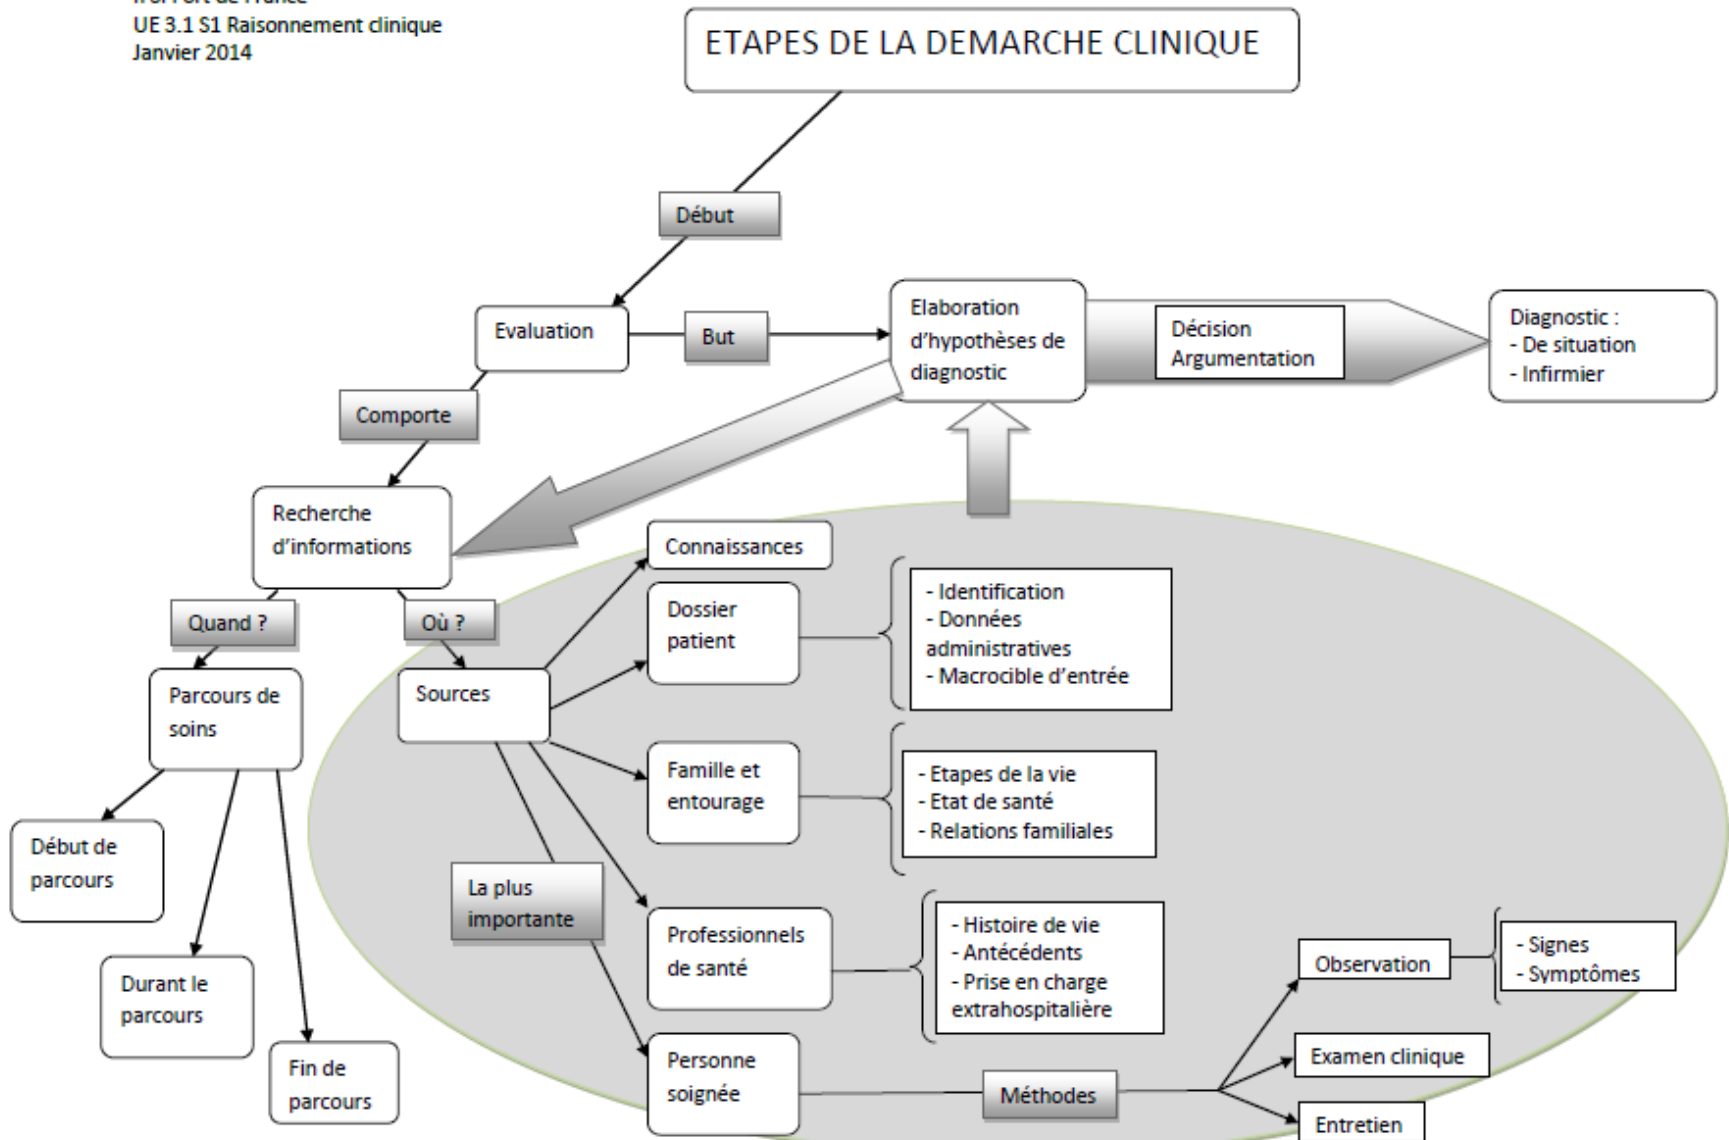 UE 3.1 S1 Raisonnement clinique
Janvier 2014
ETAPES DE LA DEMARCHE CLINIQUE
Début
Evaluation
But
Elaboration
d'hypothèses de
diagnostic
Décision
Argumentation
Diagnostic :
- De situation
- Infirmier
Comporte
Recherche
d'informations
Quand ?
Où ?
Parcours de
soins
Début de
parcours
Durant le
parcours
Fin de
parcours
Sources
Connaissances
Dossier
patient
- Identification
- Données
administratives
- Macrocible d'entrée
Famille et
entourage
- Etapes de la vie
- Etat de santé
- Relations familiales
La plus
importante
Professionnels
de santé
- Histoire de vie
- Antécédents
- Prise en charge
extrahospitalière
Personne
soignée
Méthodes
Observation
- Signes
- Symptômes
Examen clinique
Entretien